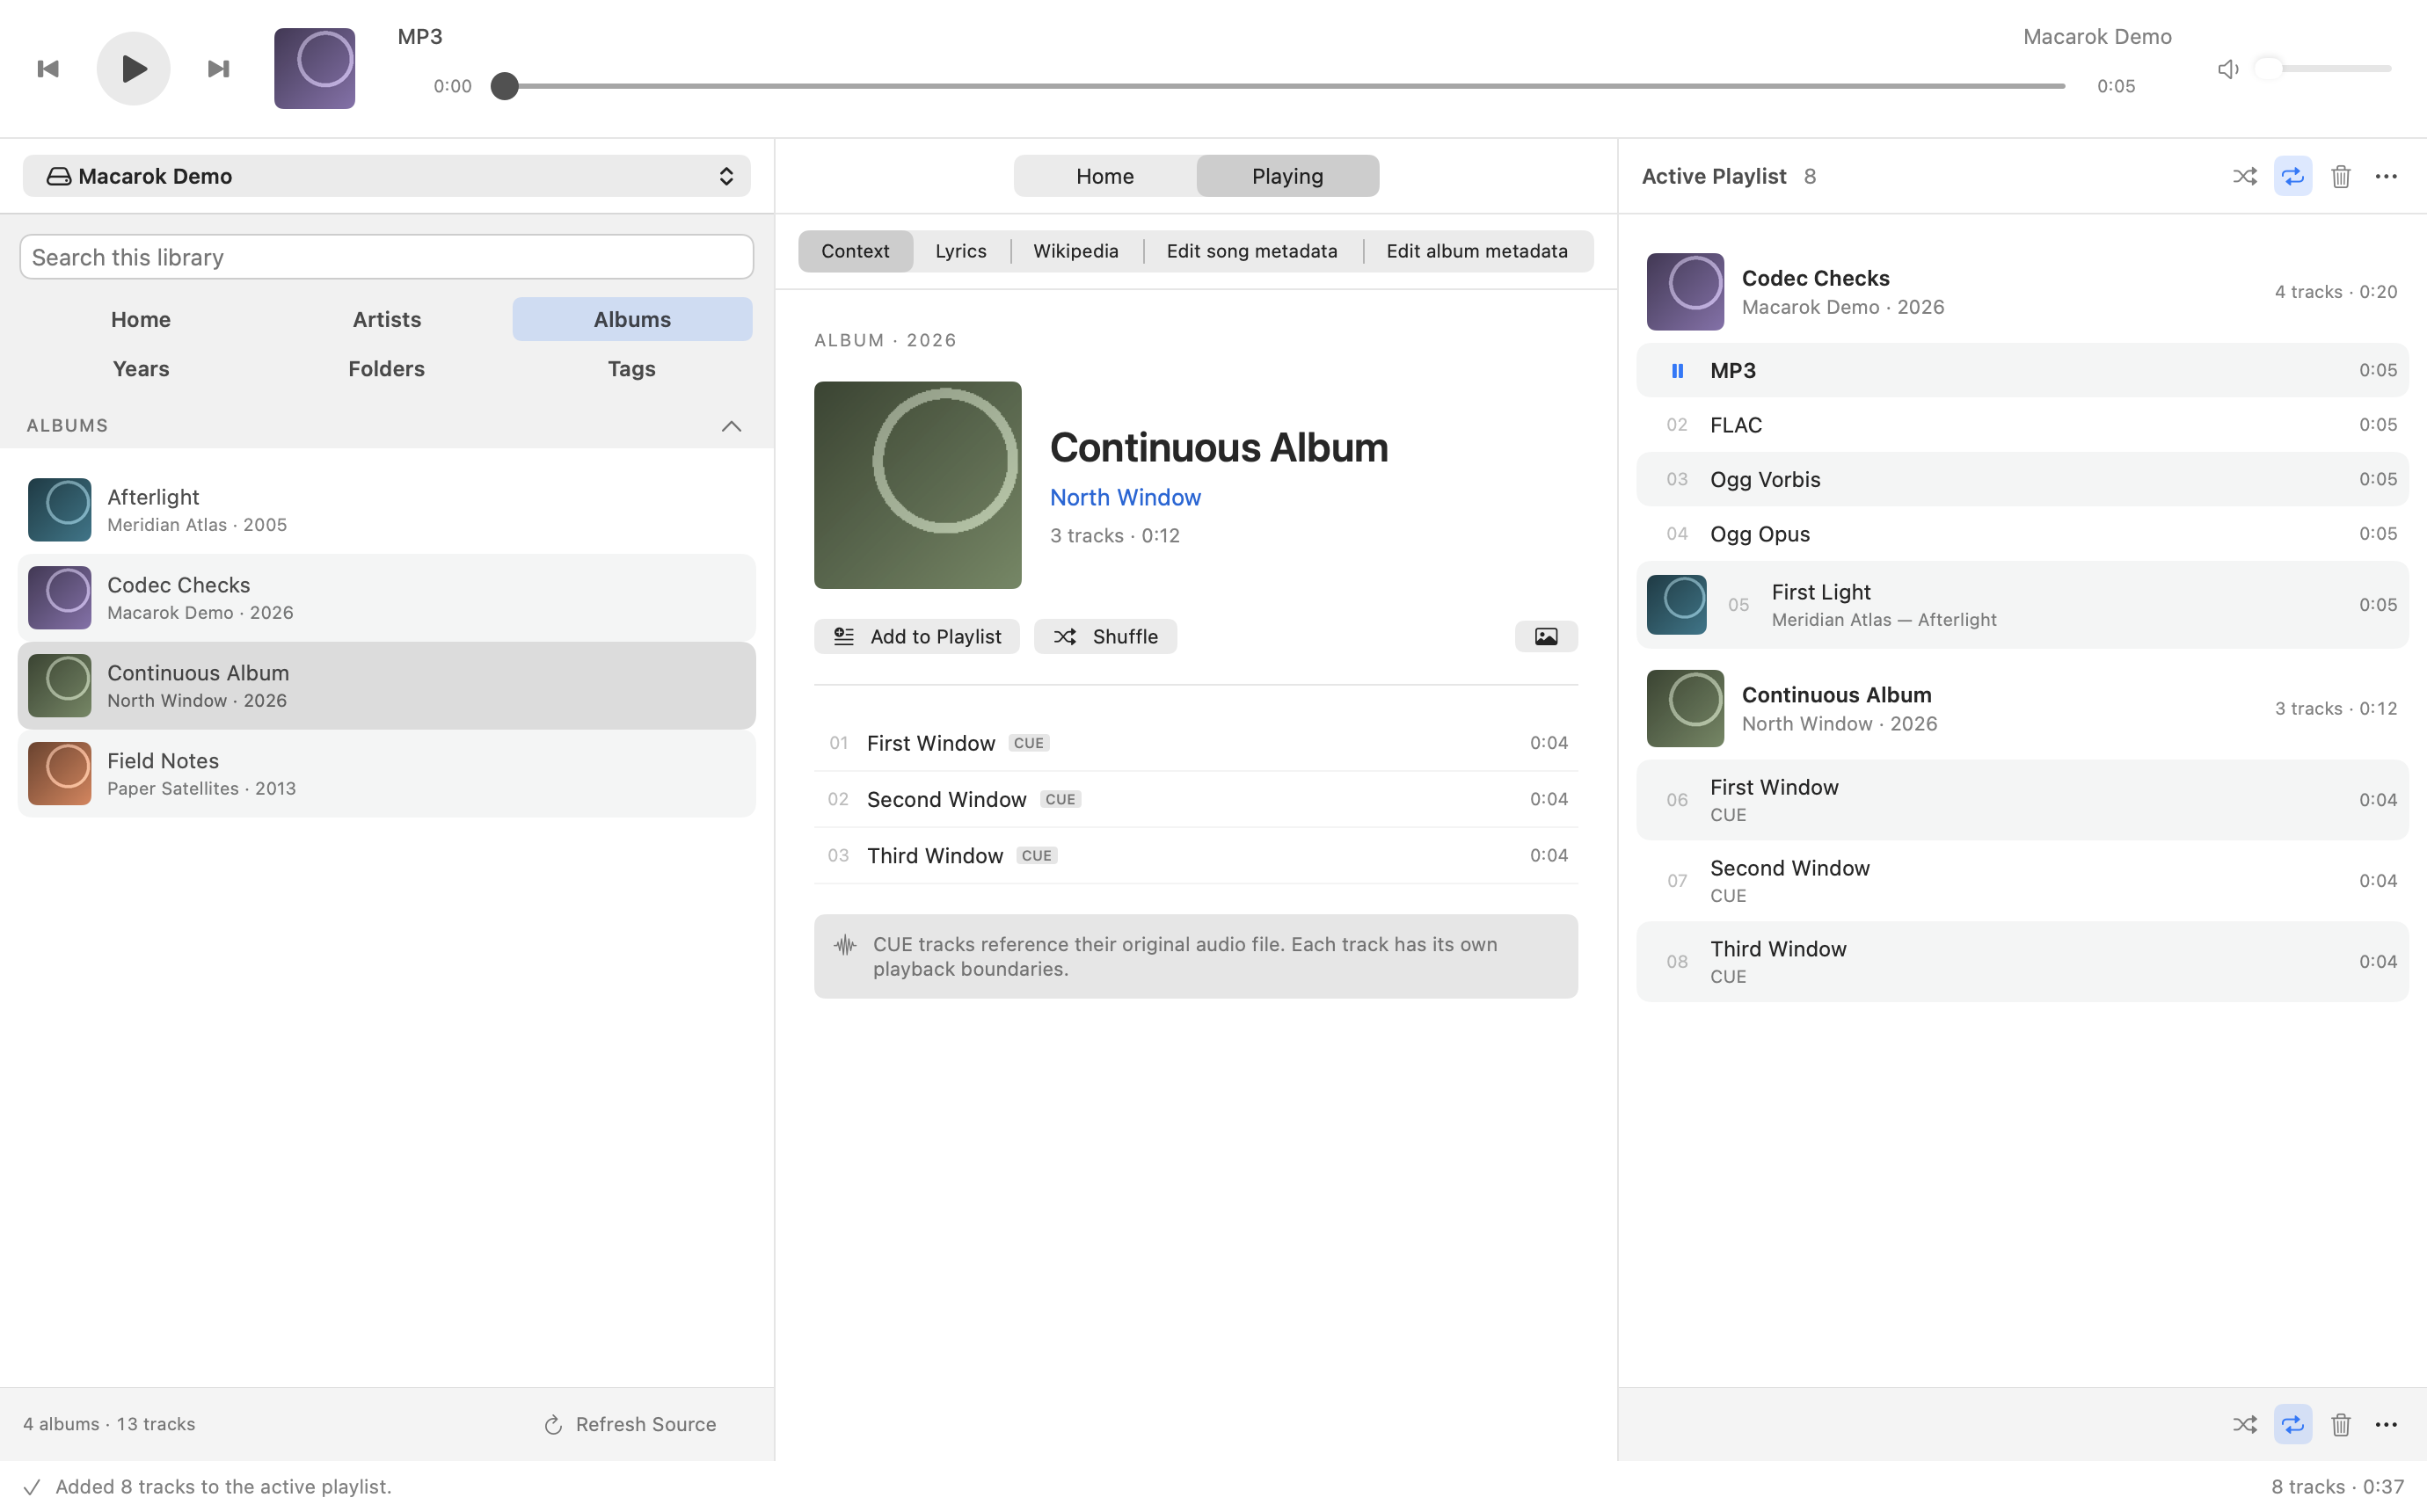 MP3
Macarok Demo
0:00
0:05
Macarok Demo
Home
Playing
Active Playlist 8
Search this library
Home
Artists
Albums
Years
Folders
Tags
ALBUMS
Afterlight
Meridian Atlas · 2005
Codec Checks
Macarok Demo · 2026
Continuous Album
North Window · 2026
Field Notes
Paper Satellites · 2013
4 albums · 13 tracks
Refresh Source
Context
Lyrics
Wikipedia
Edit song metadata
Edit album metadata
ALBUM · 2026
Continuous Album
North Window
3 tracks · 0:12
Add to Playlist
Shuffle
01 First Window CUE 0:04
02 Second Window CUE 0:04
03 Third Window CUE 0:04
CUE tracks reference their original audio file. Each track has its own
playback boundaries.
Codec Checks
Macarok Demo · 2026
4 tracks · 0:20
MP3 0:05
02 FLAC 0:05
03 Ogg Vorbis 0:05
04 Ogg Opus 0:05
05 First Light 0:05
Meridian Atlas — Afterlight
Continuous Album
North Window · 2026
3 tracks · 0:12
06 First Window 0:04
CUE
07 Second Window 0:04
CUE
08 Third Window 0:04
CUE
Added 8 tracks to the active playlist.
8 tracks · 0:37